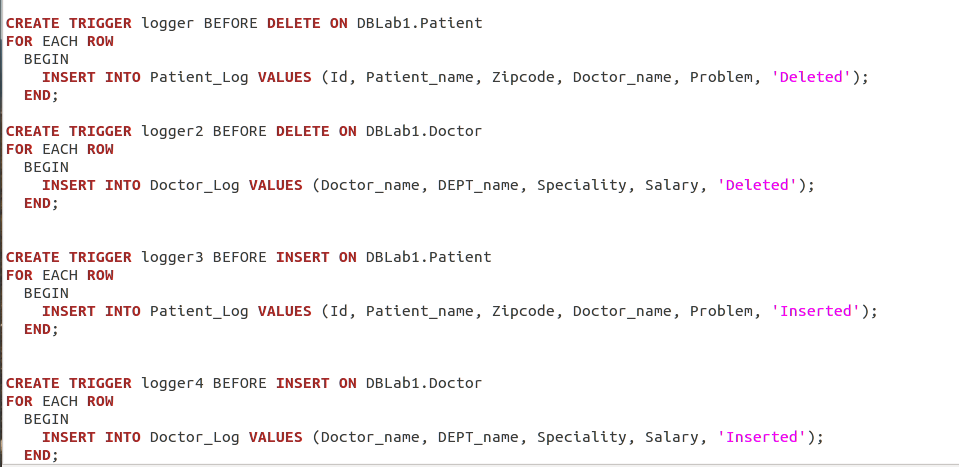 CREATE TRIGGER logger BEFORE DELETE ON DBLab1.Patient
FOR EACH ROW
BEGIN
INSERT INTO Patient_Log VALUES (Id, Patient_name, Zipcode, Doctor_name, Problem, 'Deleted');
END;
CREATE TRIGGER logger2 BEFORE DELETE ON DBLab1.Doctor
FOR EACH ROW
BEGIN
INSERT INTO Doctor_Log VALUES (Doctor_name, DEPT_name, Speciality, Salary, 'Deleted');
END;
CREATE TRIGGER logger3 BEFORE INSERT ON DBLab1.Patient
FOR EACH ROW
BEGIN
INSERT INTO Patient_Log VALUES (Id, Patient_name, Zipcode, Doctor_name, Problem, 'Inserted');
END;
CREATE TRIGGER logger4 BEFORE INSERT ON DBLab1.Doctor
FOR EACH ROW
BEGIN
INSERT INTO Doctor_Log VALUES (Doctor_name, DEPT_name, Speciality, Salary, 'Inserted');
END;